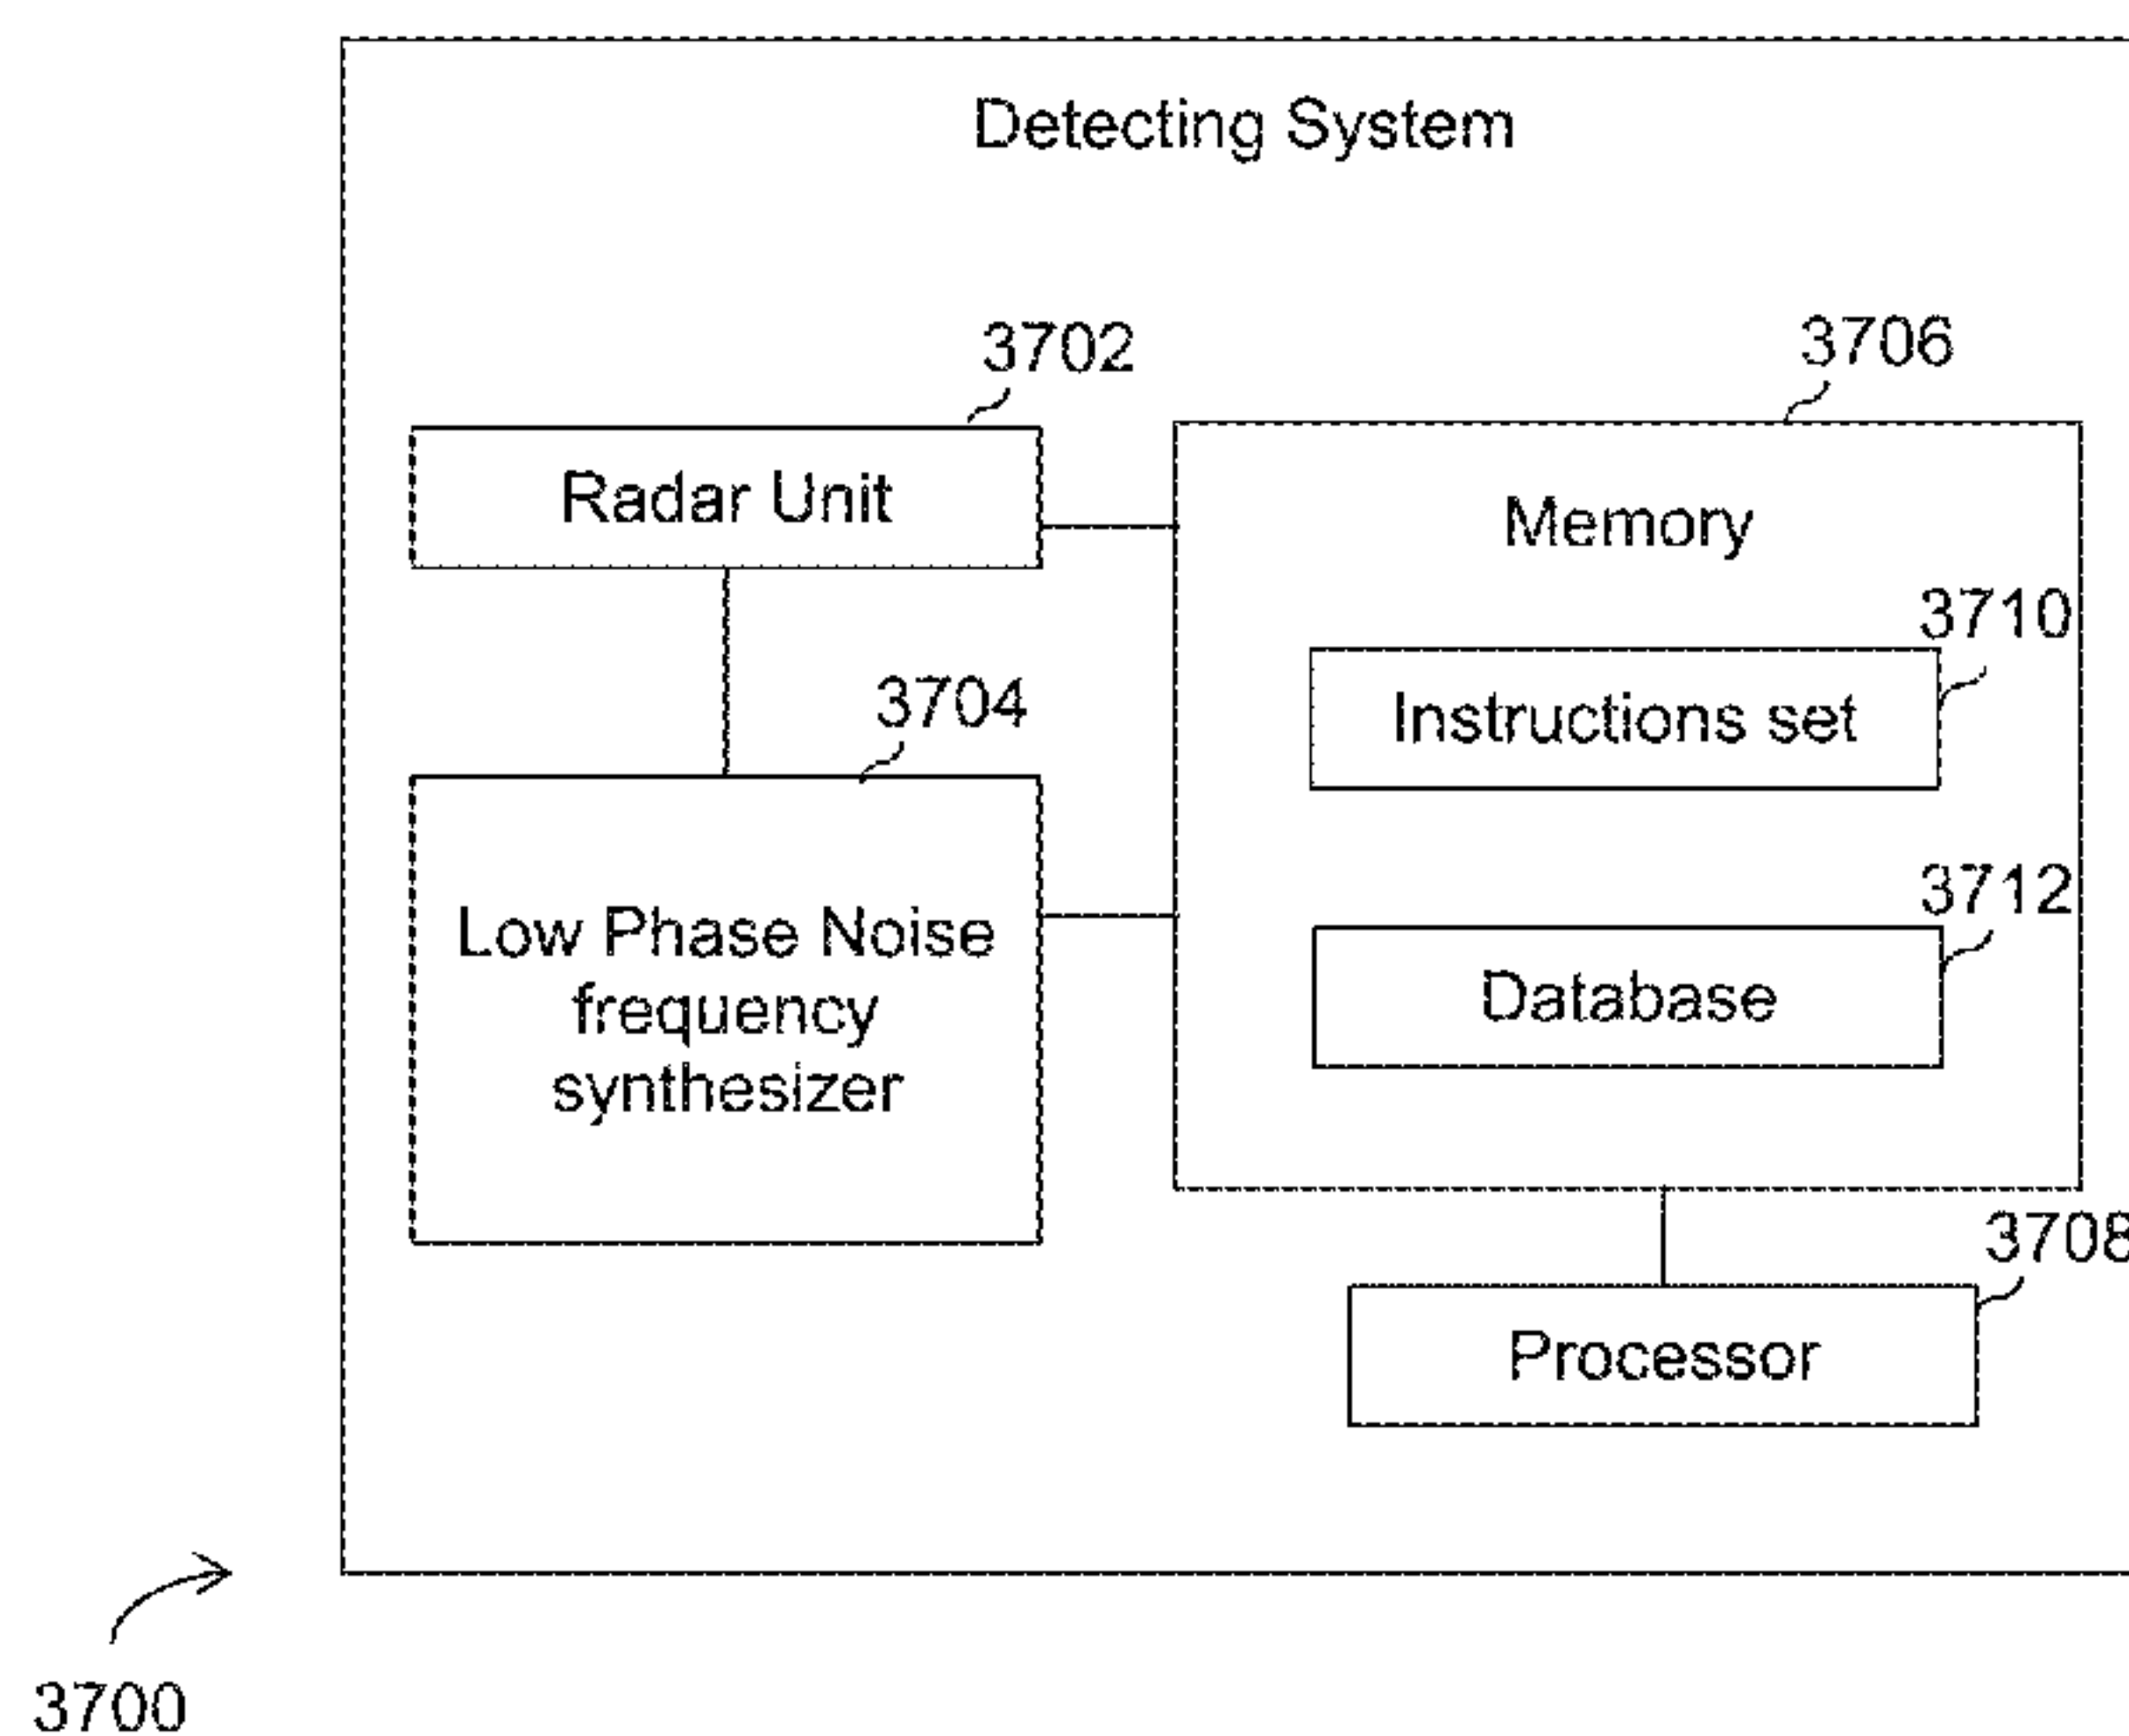 Detecting System
3702
3706
Radar Unit
Memory
3710
3704
Instructions set
3712
Low Phase Noise
frequency
synthesizer
Database
3708
Processor
3700